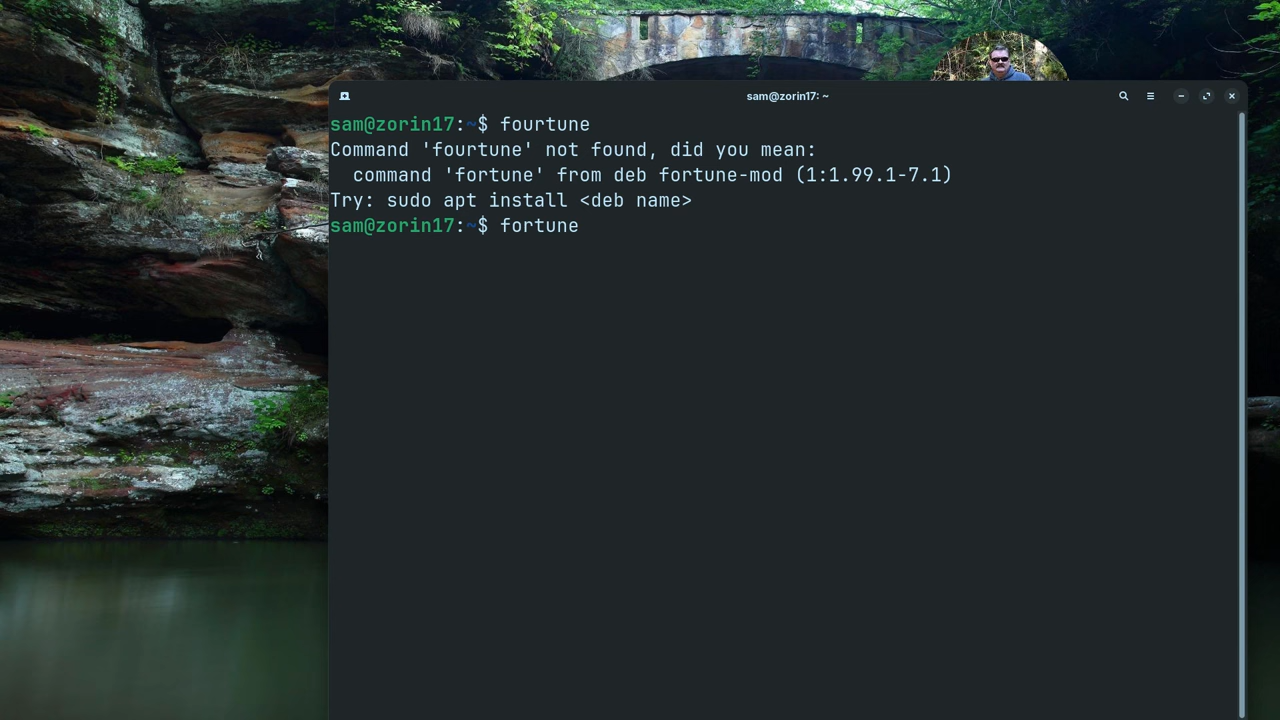 sam@zorin17: ~
sam@zorin17:~$ fourtune
Command 'fourtune' not found, did you mean:
  command 'fortune' from deb fortune-mod (1:1.99.1-7.1)
Try: sudo apt install <deb name>
sam@zorin17:~$ fortune